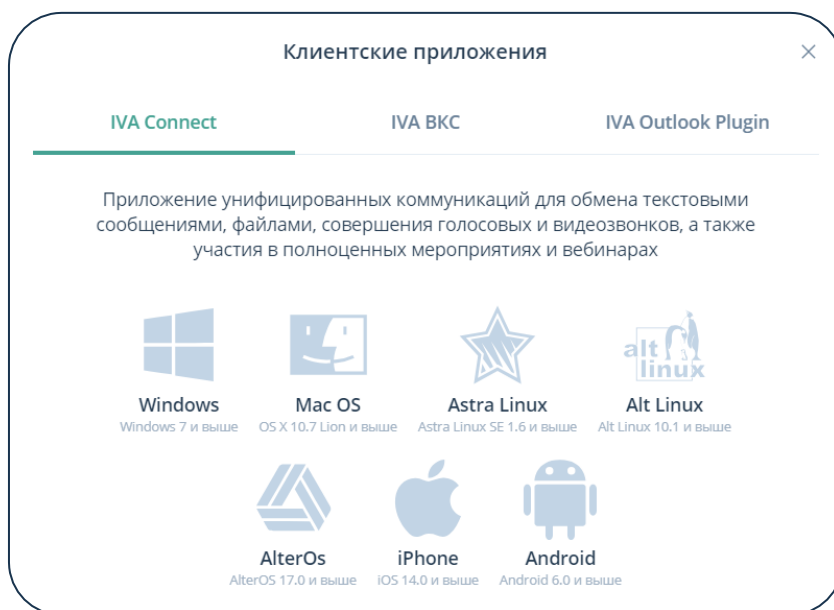 Клиентские приложения
IVA Connect IVA ВКС IVA Outlook Plugin
Приложение унифицированных коммуникаций для обмена текстовыми
сообщениями, файлами, совершения голосовых и видеозвонков, а также
участия в полноценных мероприятиях и вебинарах
alt
linux
Windows Mac OS Astra Linux Alt Linux
Windows 7 и выше OS X 10.7 Lion и выше Astra Linux SE 1.6 и выше Alt Linux 10.1 и выше
AlterOs iPhone Android
AlterOS 17.0 и выше iOS 14.0 и выше Android 6.0 и выше